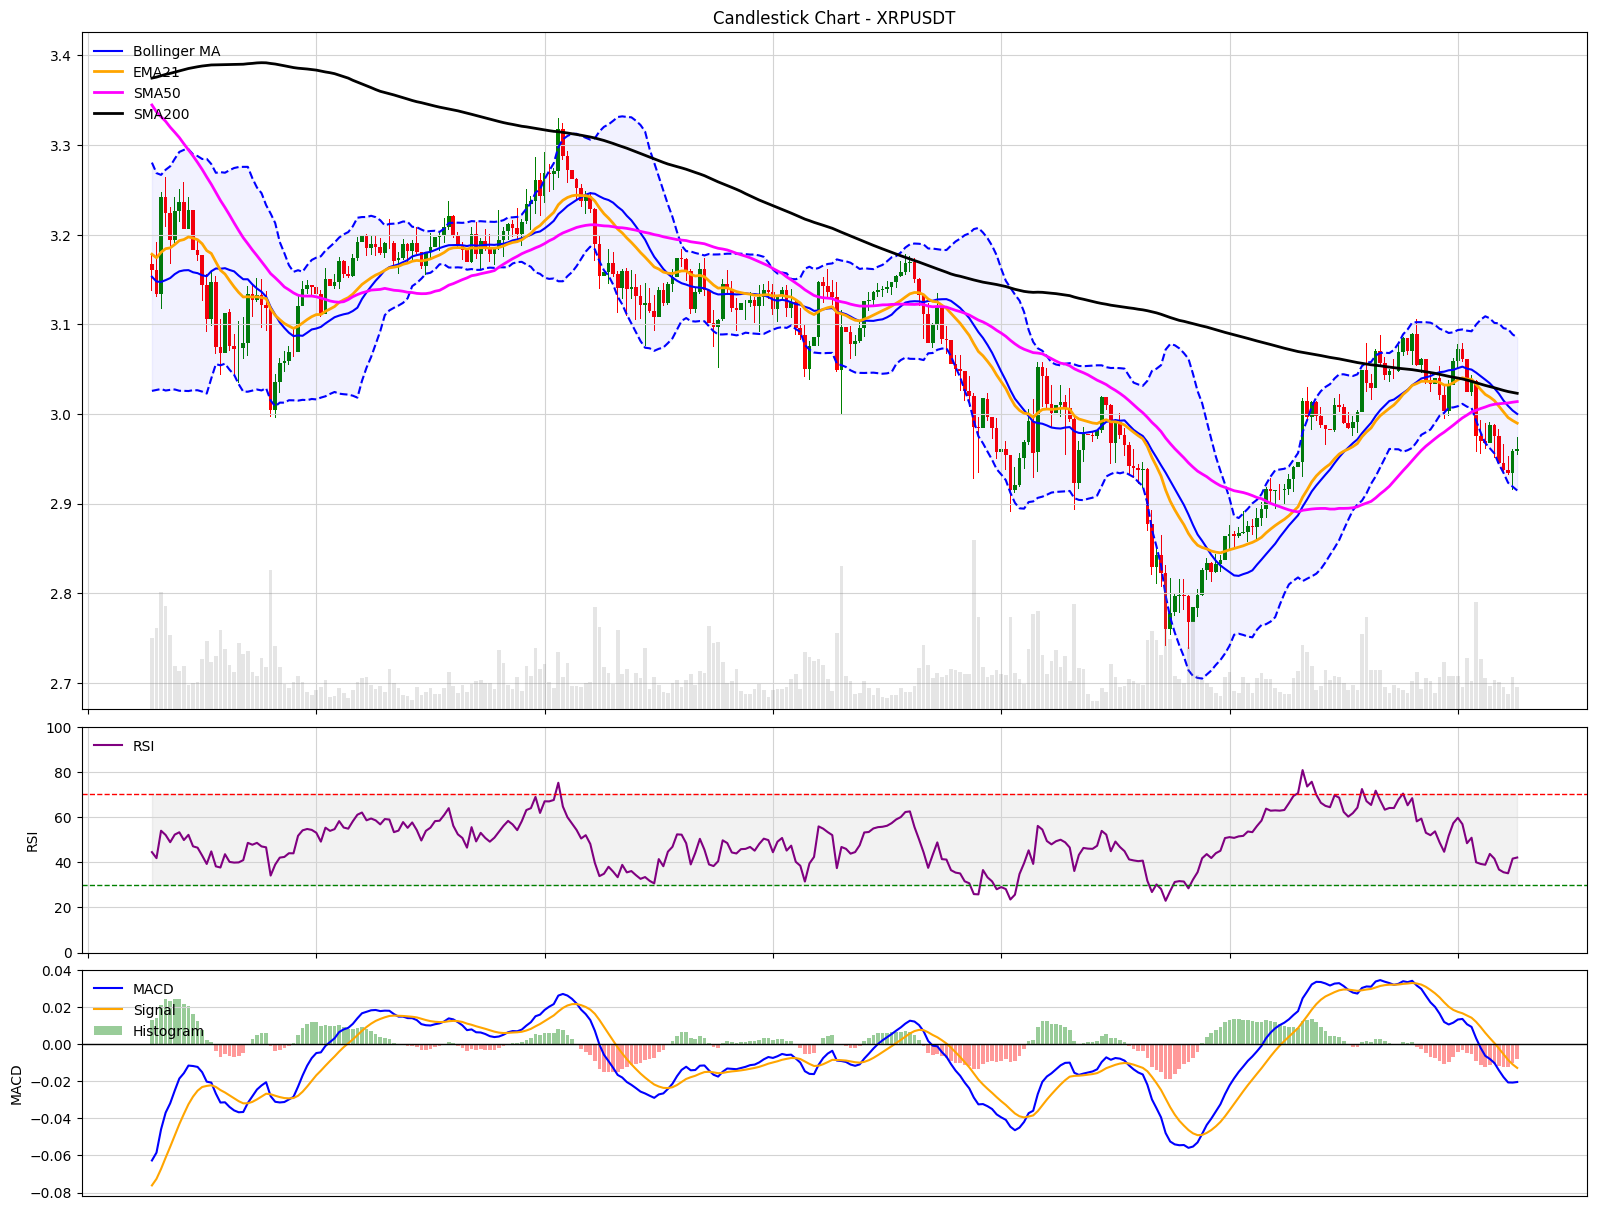 Candlestick Chart - XRPUSDT
Bollinger MA
EMA21
SMA50
SMA200
3.4
3.3
3.2
3.1
3.0
2.9
2.8
2.7
RSI
RSI
100
80
60
40
20
0
MACD
Signal
Histogram
MACD
0.04
0.02
0.00
−0.02
−0.04
−0.06
−0.08